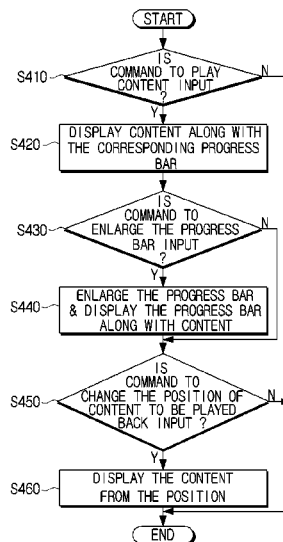 START
S410
IS
COMMAND TO PLAY
CONTENT INPUT
?
N
Y
S420
DISPLAY CONTENT ALONG WITH
THE CORRESPONDING PROGRESS
BAR
S430
IS
COMMAND TO
ENLARGE THE PROGRESS
BAR INPUT
?
N
Y
S440
ENLARGE THE PROGRESS BAR
& DISPLAY THE PROGRESS BAR
ALONG WITH CONTENT
S450
IS
COMMAND TO
CHANGE THE POSITION OF
CONTENT TO BE PLAYED
BACK INPUT ?
N
Y
S460
DISPLAY THE CONTENT
FROM THE POSITION
END